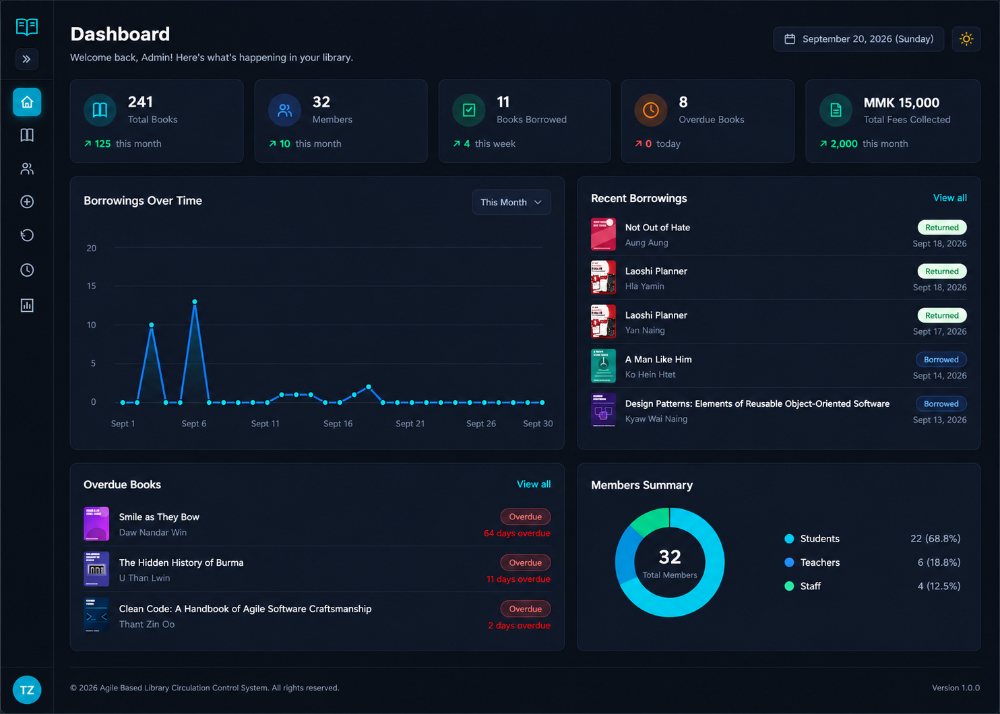 Dashboard
Welcome back, Admin! Here's what's happening in your library.
September 20, 2026 (Sunday)
241
Total Books
125 this month
32
Members
10 this month
11
Books Borrowed
4 this week
8
Overdue Books
0 today
MMK 15,000
Total Fees Collected
2,000 this month
Borrowings Over Time
This Month
20
15
10
5
0
Sept 1
Sept 6
Sept 11
Sept 16
Sept 21
Sept 26
Sept 30
Recent Borrowings
View all
Not Out of Hate
Returned
Aung Aung
Sept 18, 2026
Laoshi Planner
Returned
Hla Yamin
Sept 18, 2026
Laoshi Planner
Returned
Yan Naing
Sept 17, 2026
A Man Like Him
Borrowed
Ko Hein Htet
Sept 14, 2026
Design Patterns: Elements of Reusable Object-Oriented Software
Borrowed
Kyaw Wai Naing
Sept 13, 2026
Overdue Books
View all
Smile as They Bow
Overdue
Daw Nandar Win
64 days overdue
The Hidden History of Burma
Overdue
U Than Lwin
11 days overdue
Clean Code: A Handbook of Agile Software Craftsmanship
Overdue
Thant Zin Oo
2 days overdue
Members Summary
32
Total Members
Students
22 (68.8%)
Teachers
6 (18.8%)
Staff
4 (12.5%)
TZ
© 2026 Agile Based Library Circulation Control System. All rights reserved.
Version 1.0.0